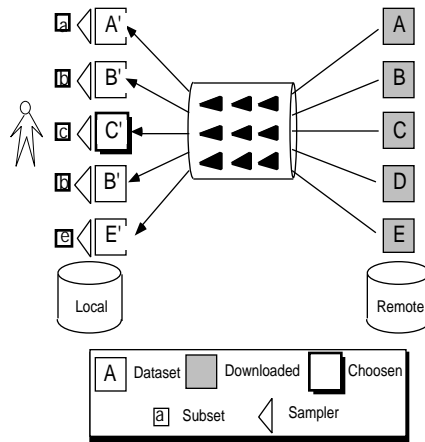 a A' A
b B' B
c C' C
b B' D
e E' E
Local Remote
A Dataset Downloaded Choosen
a Subset Sampler